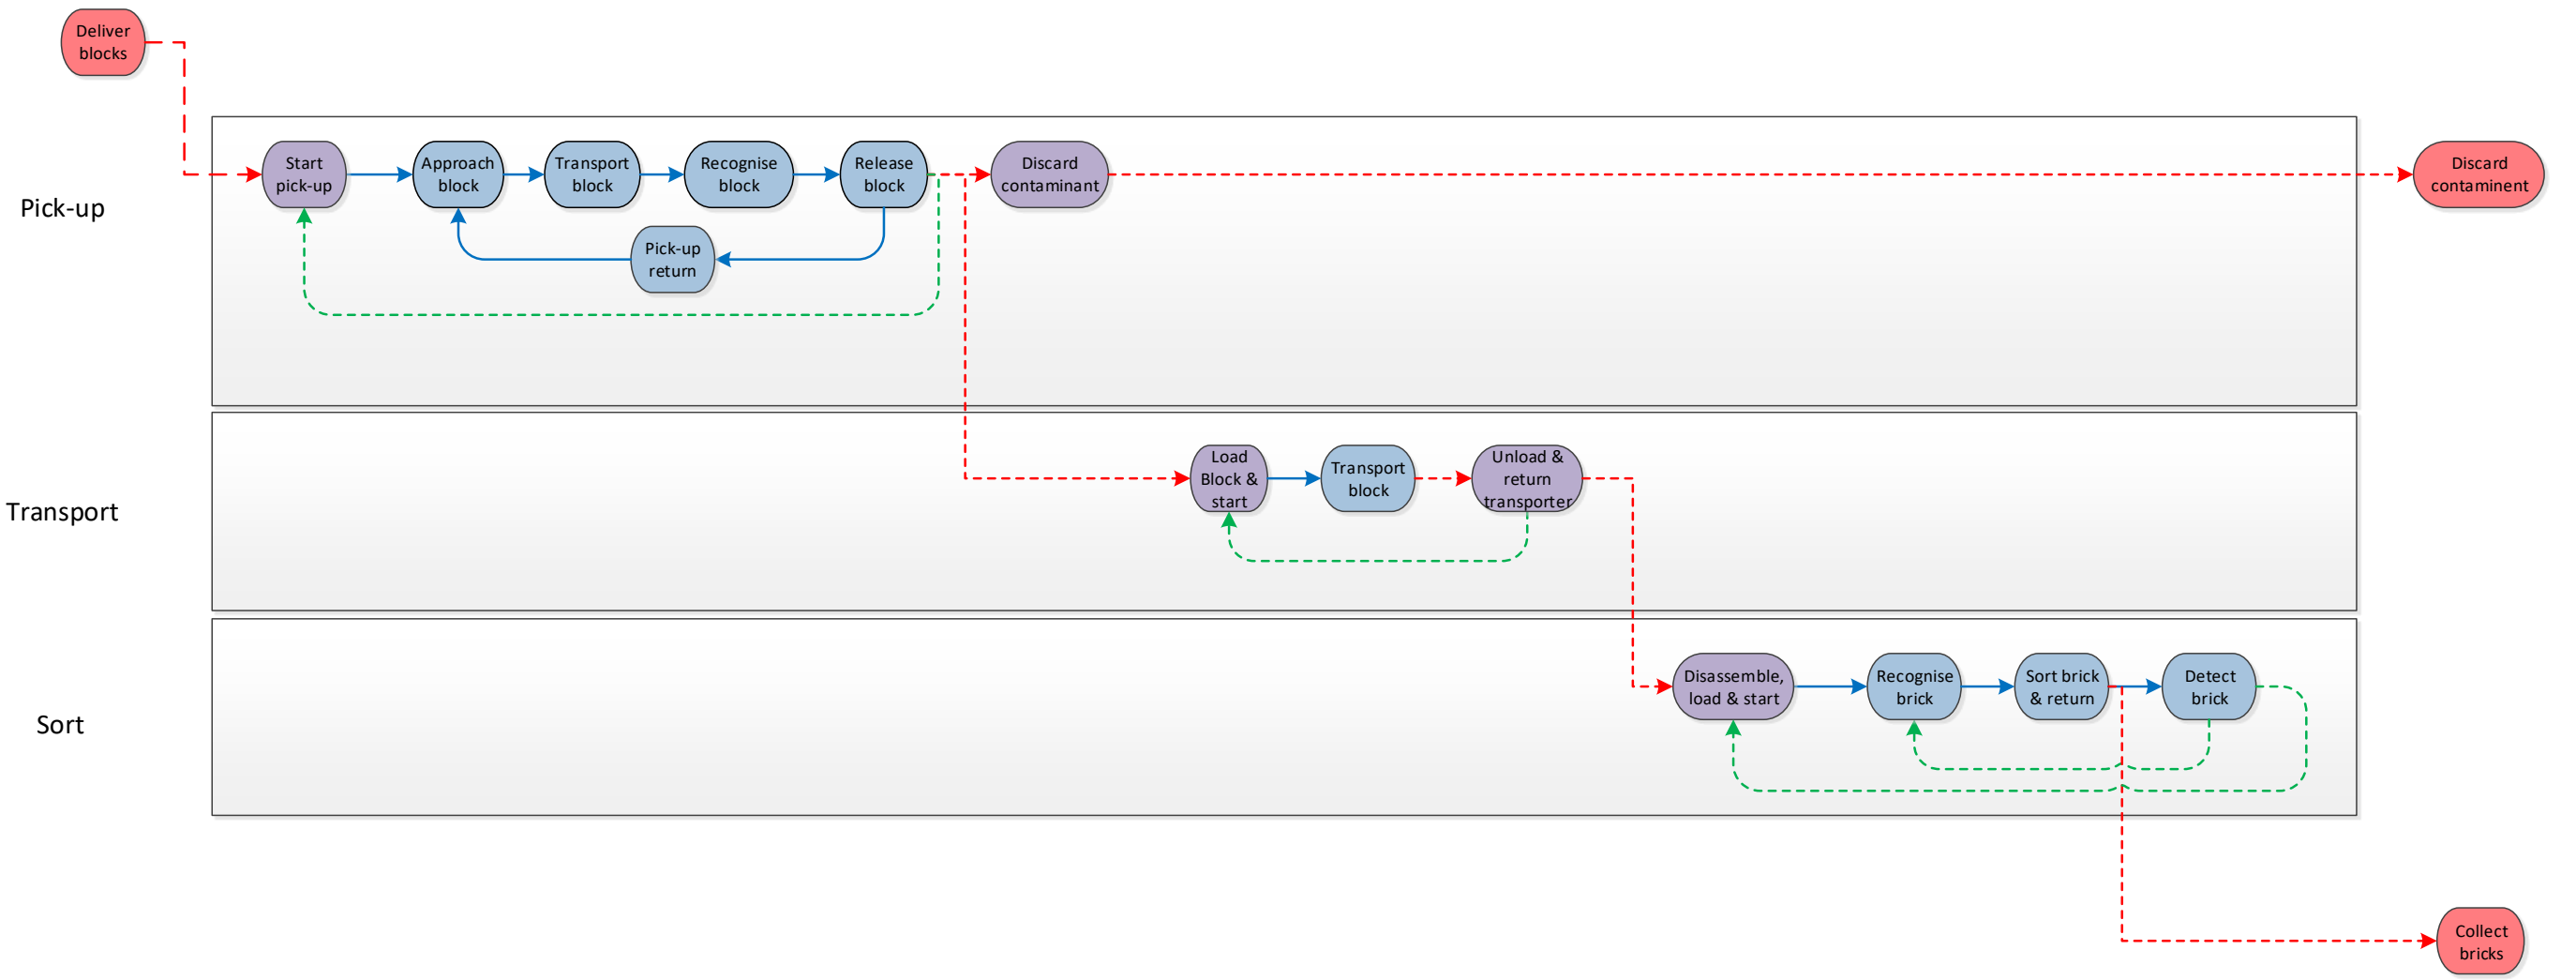 Deliver
blocks
Pick-up
Start
pick-up
Approach
block
Transport
block
Recognise
block
Release
block
Discard
contaminant
Discard
contaminent
Pick-up
return
Transport
Load
Block &
start
Transport
block
Unload &
return
transporter
Sort
Disassemble,
load & start
Recognise
brick
Sort brick
& return
Detect
brick
Collect
bricks